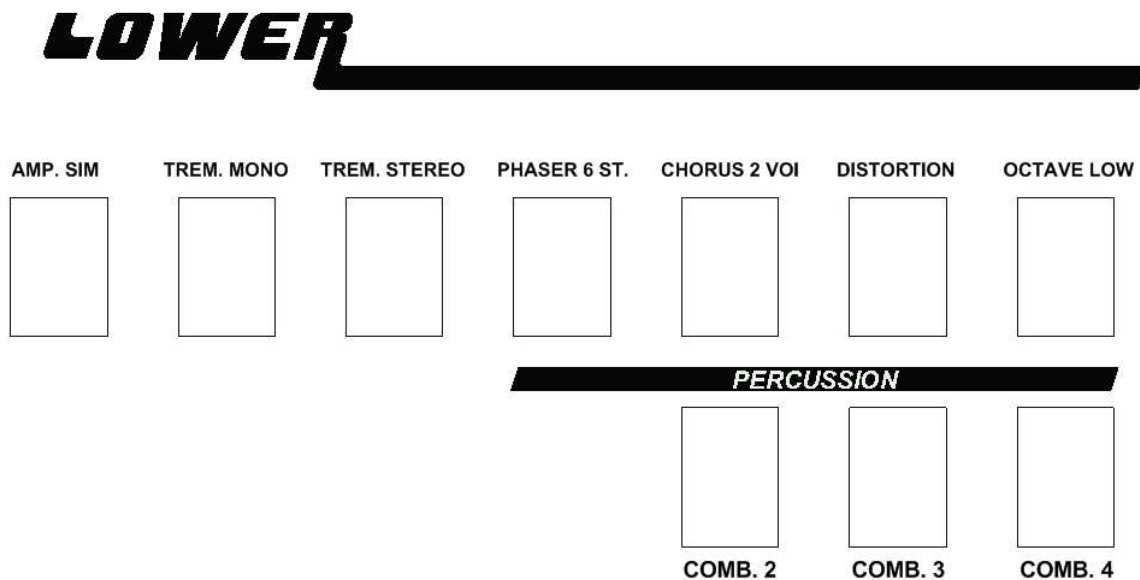 LOWER
AMP. SIM TREM. MONO TREM. STEREO PHASER 6 ST. CHORUS 2 VOI DISTORTION OCTAVE LOW
PERCUSSION
COMB. 2 COMB. 3 COMB. 4